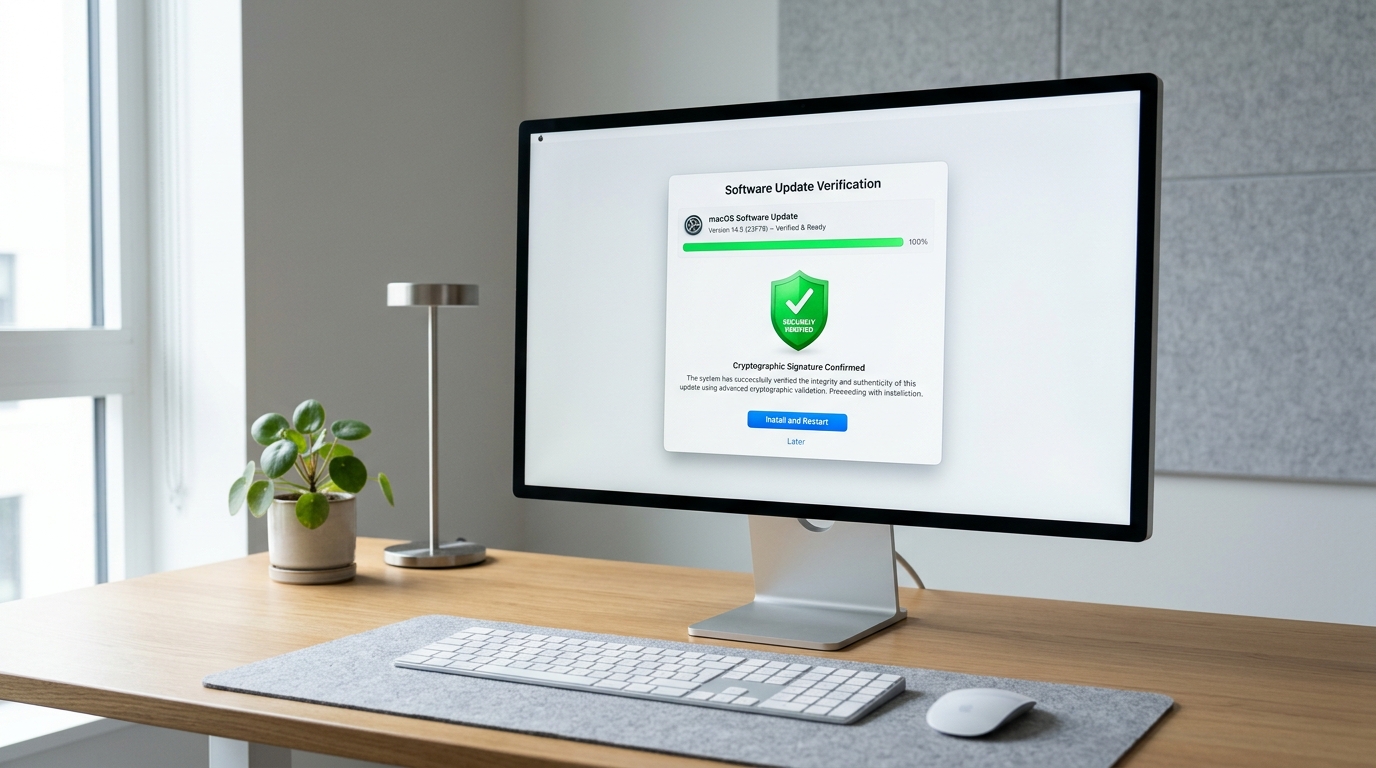 Software Update Verification
macOS Software Update
Version 14.5 (23F79) – Verified & Ready
100%
Cryptographic Signature Confirmed
The system has successfully verified the integrity and authenticity of this
update using advanced cryptographic validation. Preeeeding with instellction.
Install and Restart
Later